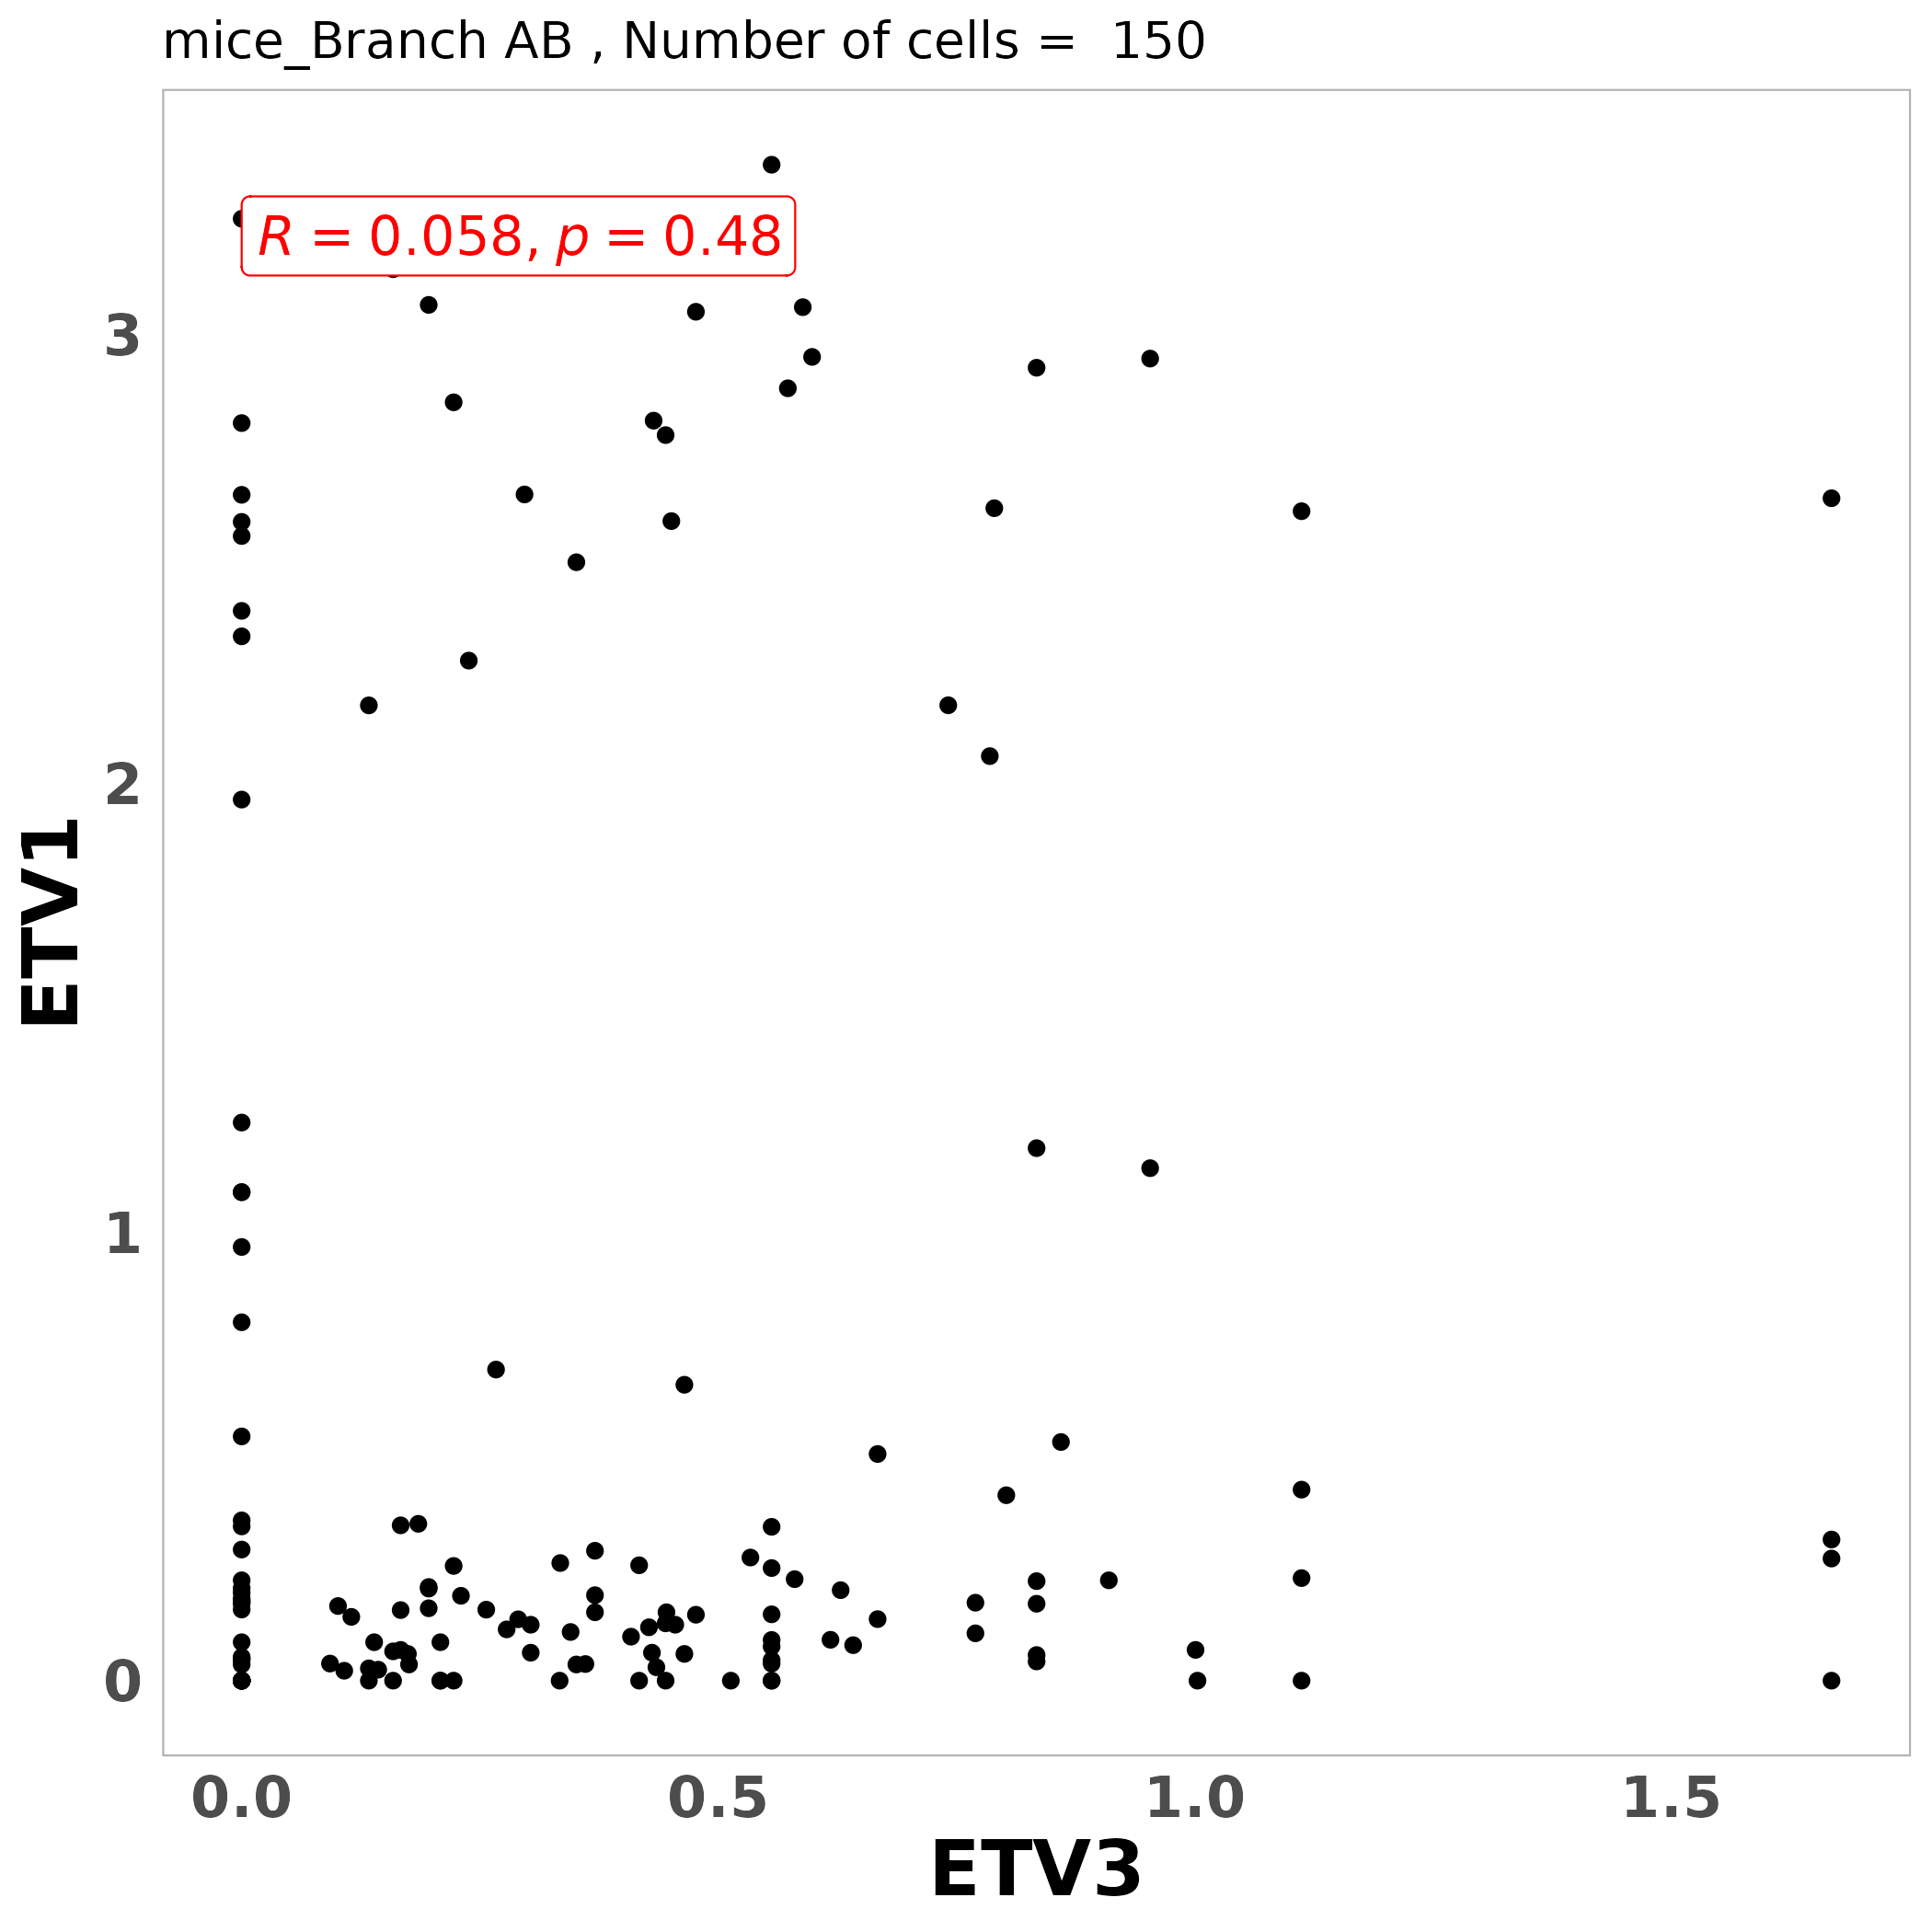 mice_Branch AB , Number of cells =  150
R = 0.058, p = 0.48
3
2
1
0
ETV1
0.0 0.5 1.0 1.5
ETV3